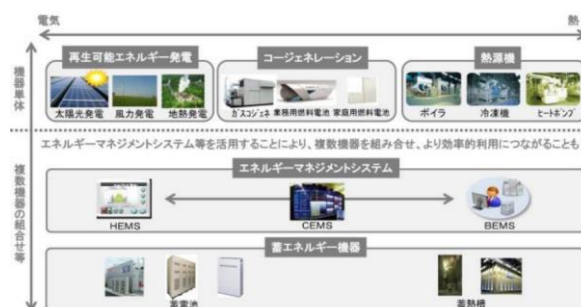 電気
熱
機器単体
再生可能エネルギー発電
コージェネレーション
熱源機
太陽光発電
風力発電
地熱発電
ガスコジェネ
業務用燃料電池
家庭用燃料電池
ボイラ
冷凍機
ヒートポンプ
エネルギーマネジメントシステム等を活用することにより、複数機器を組み合せ、より効率的利用につながることも
複数機器の組合せ等
エネルギーマネジメントシステム
HEMS
CEMS
BEMS
蓄エネルギー機器
蓄電池
蓄熱槽